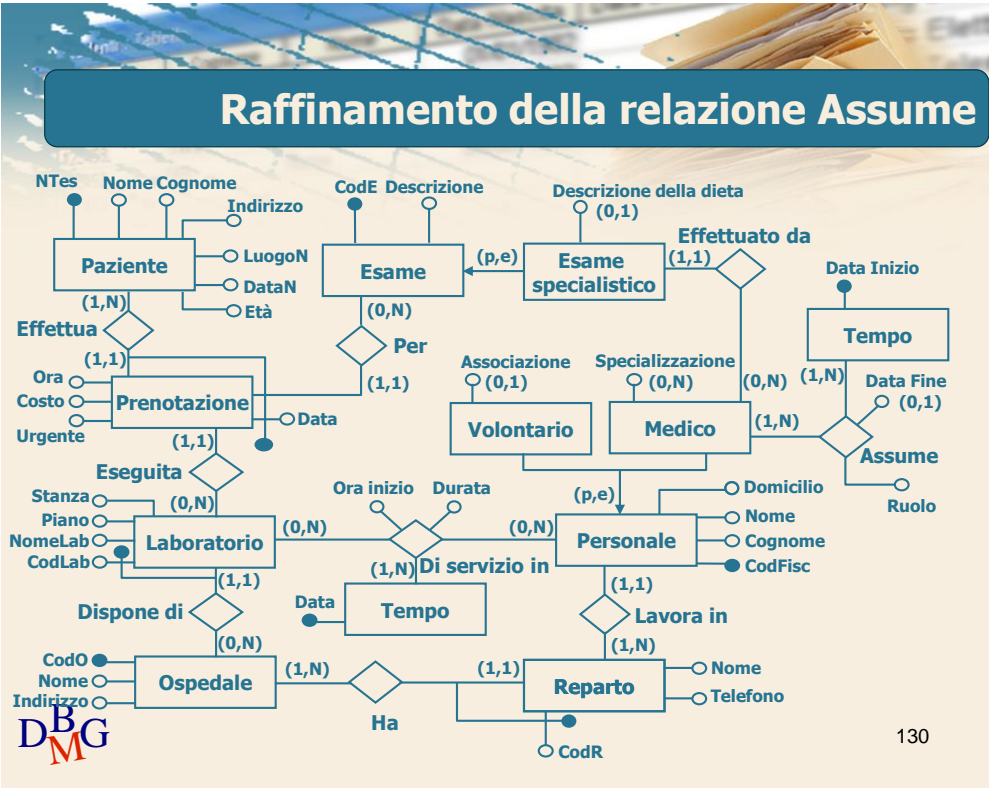 Raffinamento della relazione Assume
NTes Nome Cognome
Indirizzo
Paziente
LuogoN
DataN
Età
CodE Descrizione
Esame
Descrizione della dieta
(0,1)
(p,e)
Esame
specialistico
(1,1)
Effettuato da
Data Inizio
Tempo
(1,N)
Effettua
(1,1)
(0,N)
Per
(1,1)
Ora
Costo
Urgente
Prenotazione
Data
Associazione
(0,1)
Volontario
Specializzazione
(0,N)
Medico
(0,N)
(1,N)
(1,N)
Data Fine
(0,1)
Assume
Ruolo
(1,1)
Eseguita
(0,N)
Stanza
Piano
NomeLab
CodLab
Laboratorio
(0,N)
Ora inizio Durata
(0,N)
(1,N)
Di servizio in
Data
Tempo
(p,e)
Personale
Domicilio
Nome
Cognome
CodFisc
(1,1)
Dispone di
(0,N)
(1,1)
Lavora in
(1,N)
CodO
Nome
Indirizzo
Ospedale
(1,N)
Ha
(1,1)
Reparto
Nome
Telefono
CodR
DBMG
130